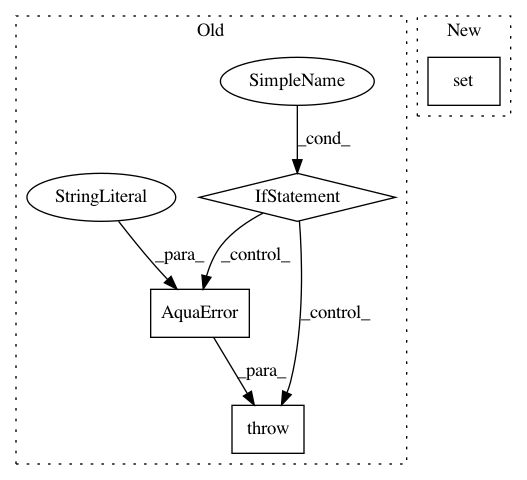 Old
New
SimpleName
set
_cond_
StringLiteral
IfStatement
_para_
_control_
AquaError
_control_
_para_
throw